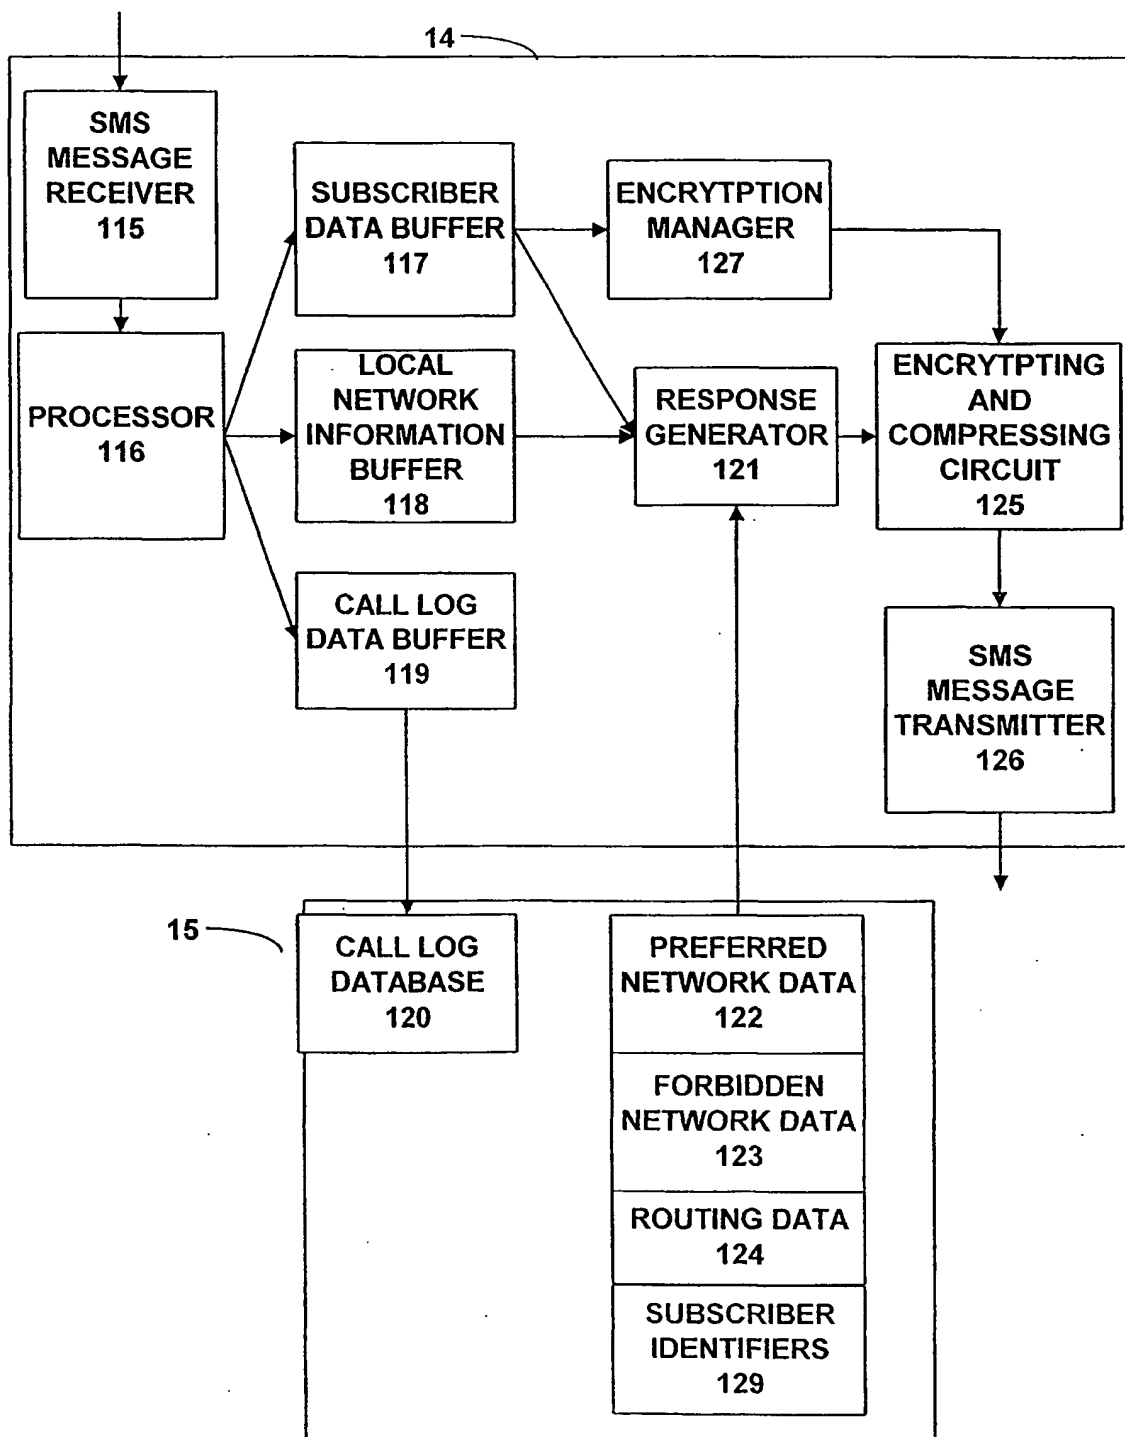 14
SMS
MESSAGE
RECEIVER
115
PROCESSOR
116
SUBSCRIBER
DATA BUFFER
117
LOCAL
NETWORK
INFORMATION
BUFFER
118
CALL LOG
DATA BUFFER
119
ENCRYTPTION
MANAGER
127
RESPONSE
GENERATOR
121
ENCRYTPTING
AND
COMPRESSING
CIRCUIT
125
SMS
MESSAGE
TRANSMITTER
126
15
CALL LOG
DATABASE
120
PREFERRED
NETWORK DATA
122
FORBIDDEN
NETWORK DATA
123
ROUTING DATA
124
SUBSCRIBER
IDENTIFIERS
129